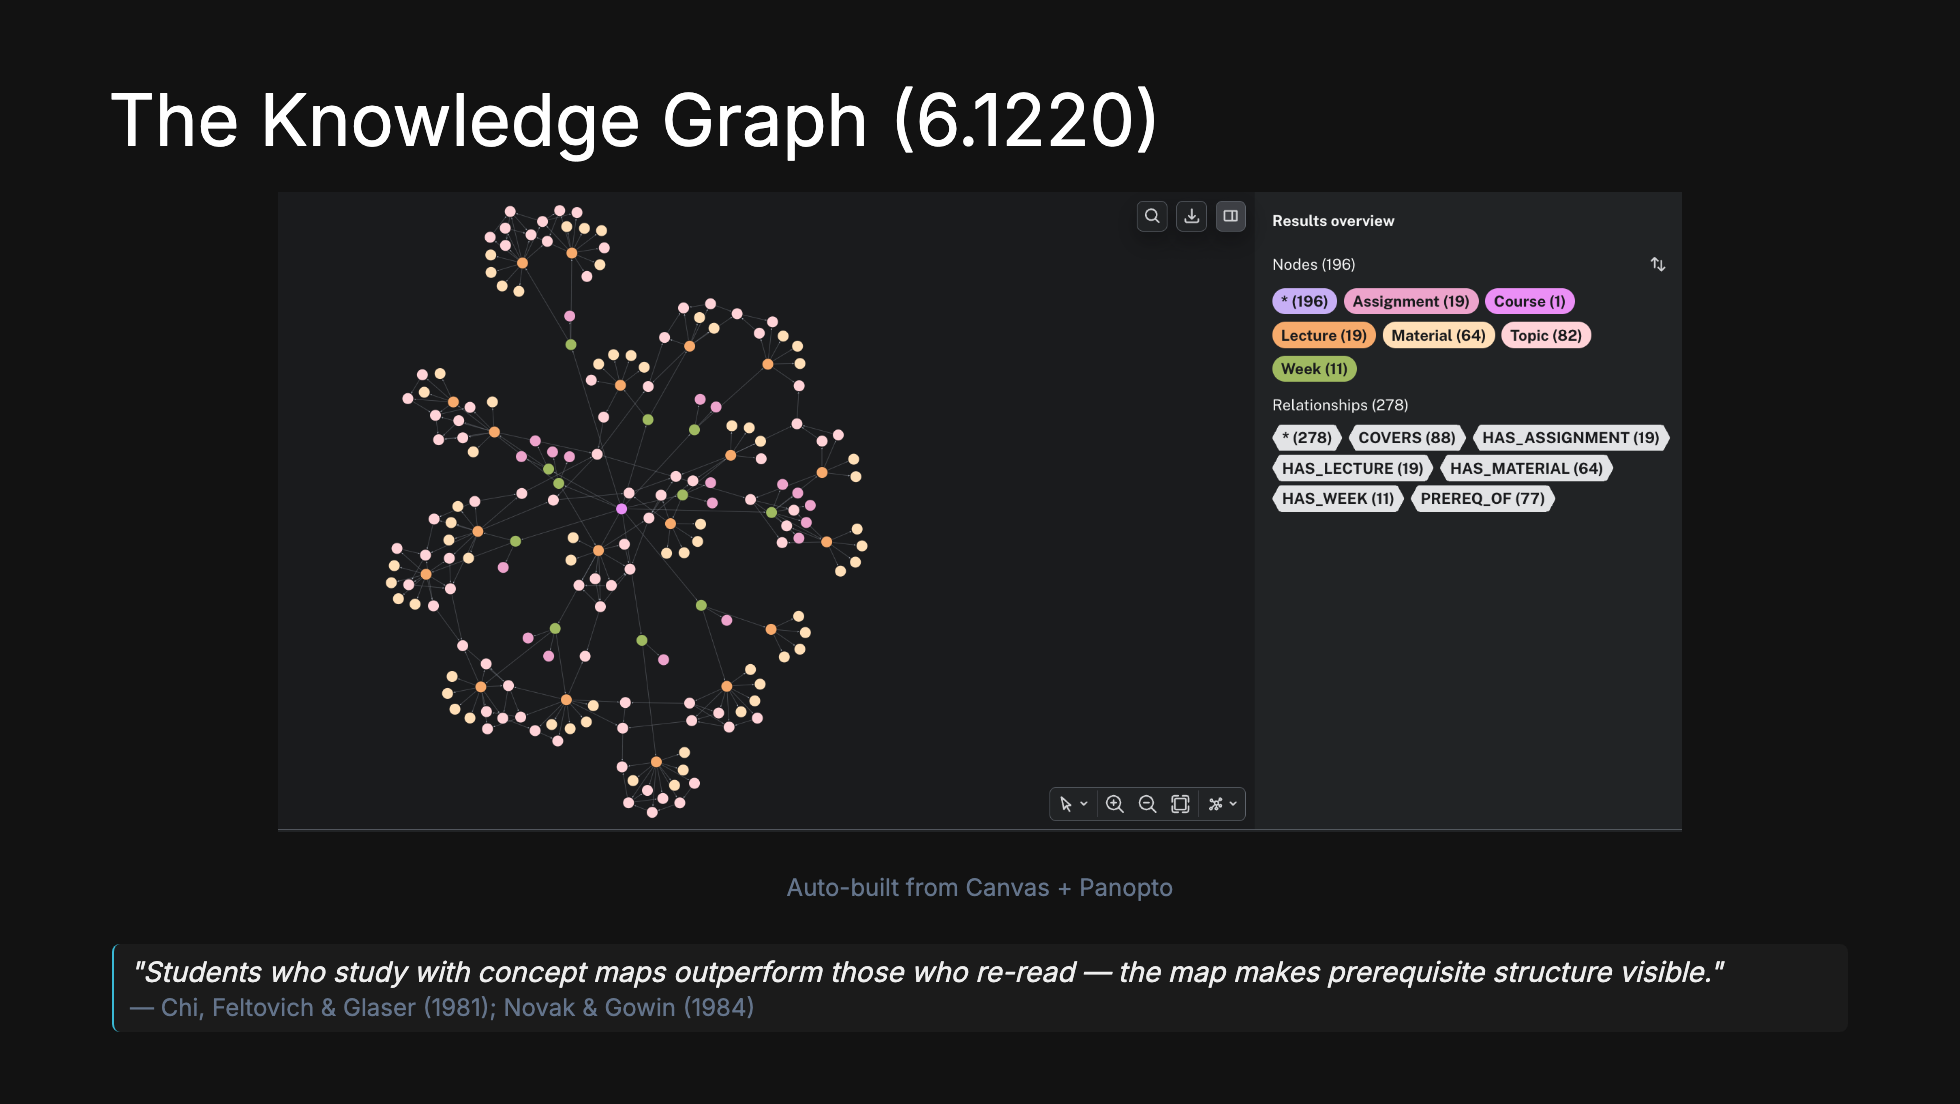 The Knowledge Graph (6.1220)
Results overview
Nodes (196)
* (196) Assignment (19) Course (1)
Lecture (19) Material (64) Topic (82)
Week (11)
Relationships (278)
* (278) COVERS (88) HAS_ASSIGNMENT (19)
HAS_LECTURE (19) HAS_MATERIAL (64)
HAS_WEEK (11) PREREQ_OF (77)
Auto-built from Canvas + Panopto
"Students who study with concept maps outperform those who re-read — the map makes prerequisite structure visible."
— Chi, Feltovich & Glaser (1981); Novak & Gowin (1984)